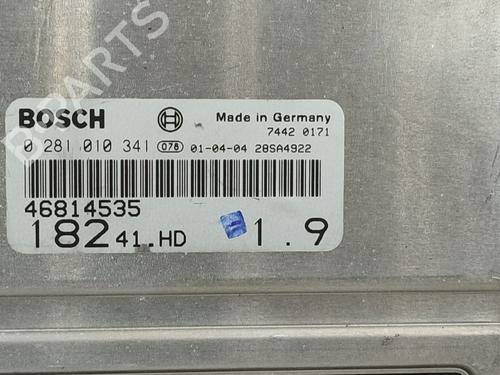 B-PARTS
BOSCH Made in Germany
7442 0171
0 281 010 341 078 01-04-04 28SA4922
46814535
182 41.HD 1.9